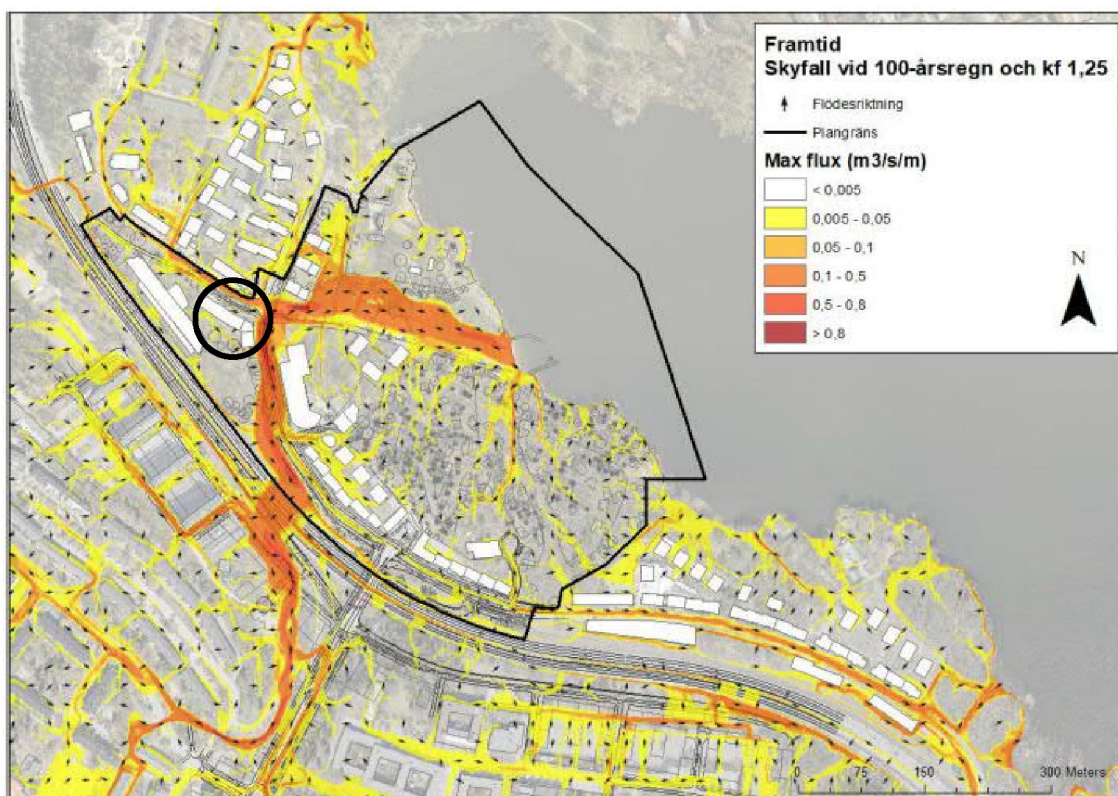 Framtid
Skyfall vid 100-årsregn och kf 1,25
Flödesriktning
Plangräns
Max flux (m3/s/m)
< 0,005
0,005 - 0,05
0,05 - 0,1
0,1 - 0,5
0,5 - 0,8
> 0,8
N
0 75 150 300 Meters